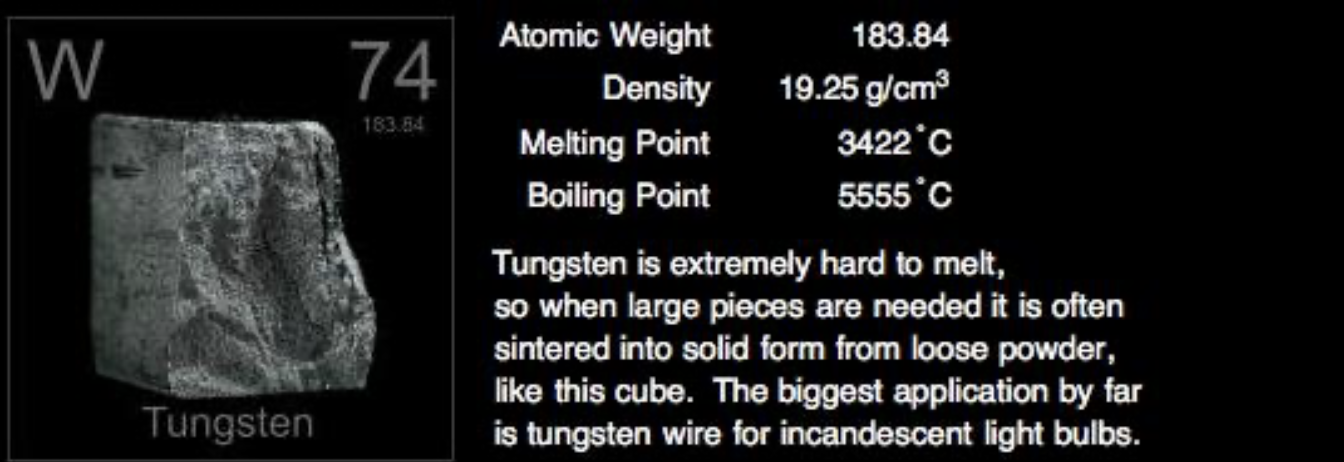 W 74
183.84
Tungsten
Atomic Weight 183.84
Density 19.25 g/cm³
Melting Point 3422°C
Boiling Point 5555°C
Tungsten is extremely hard to melt,
so when large pieces are needed it is often
sintered into solid form from loose powder,
like this cube. The biggest application by far
is tungsten wire for incandescent light bulbs.